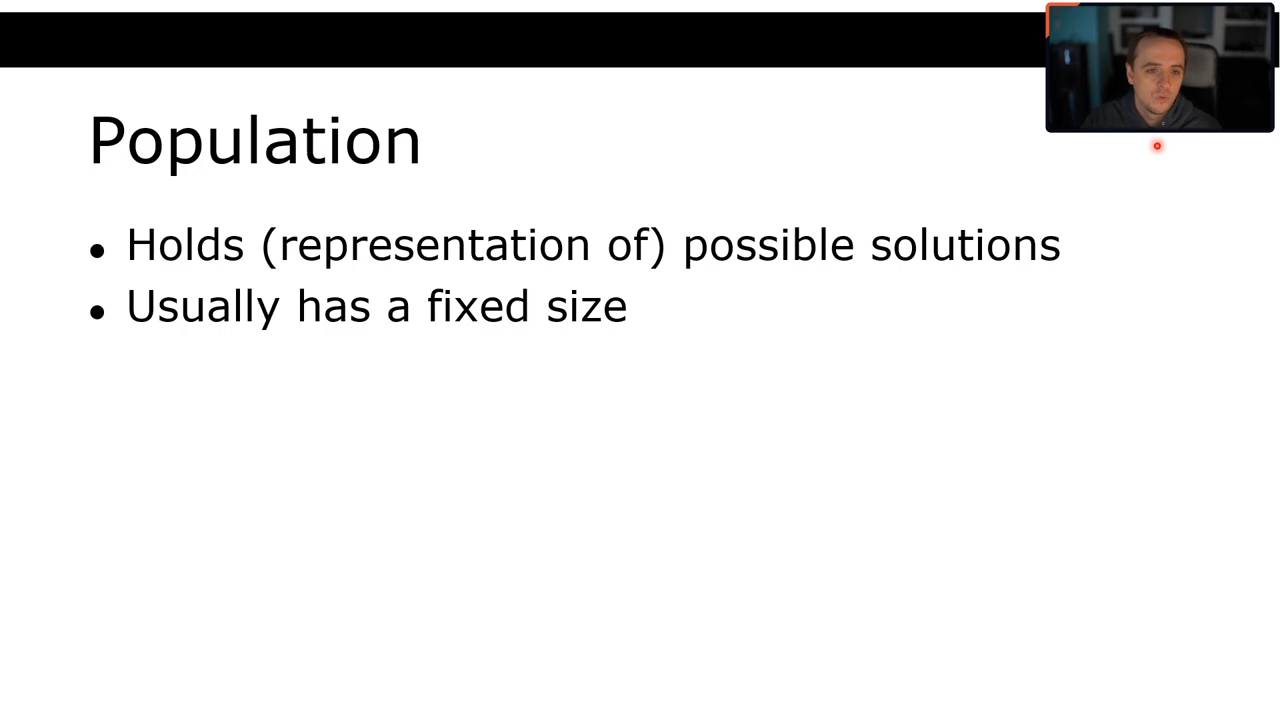 Population
• Holds (representation of) possible solutions
• Usually has a fixed size